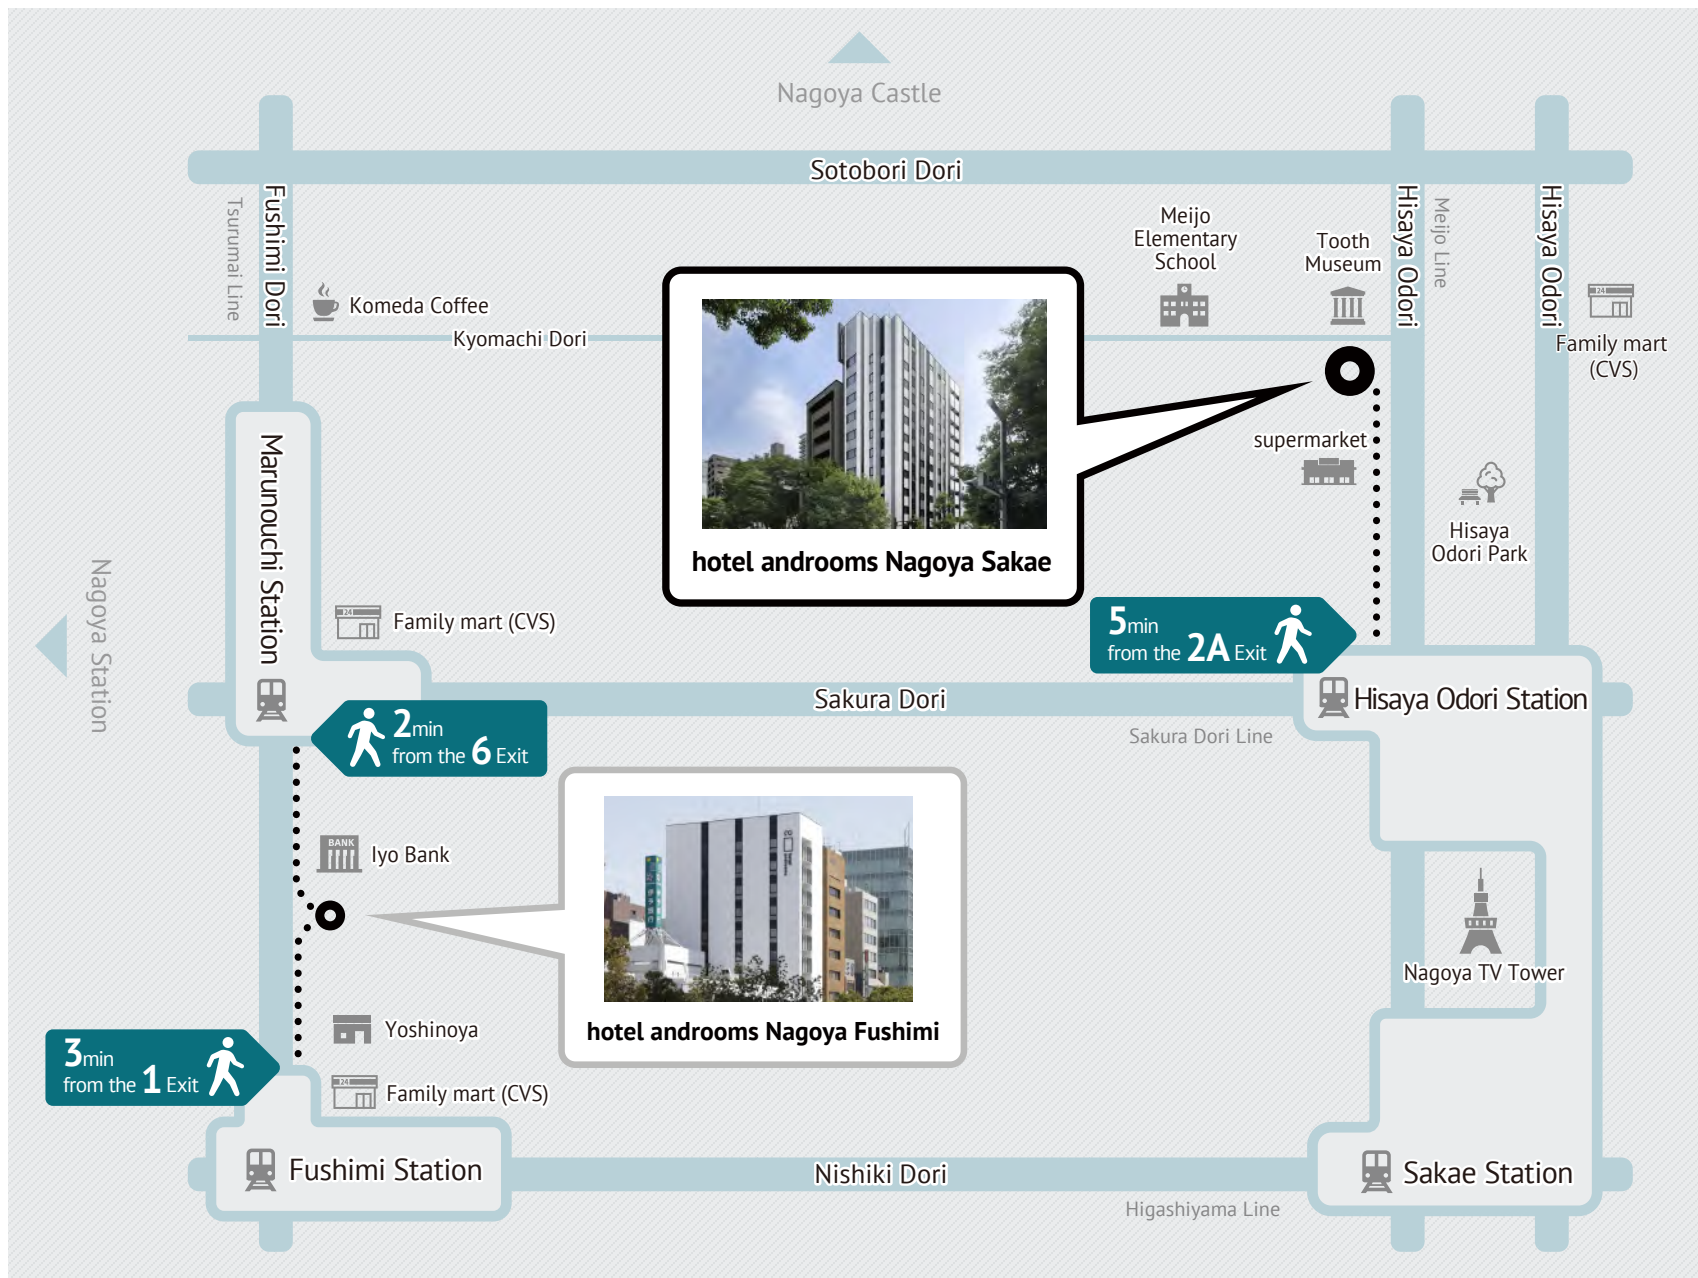 Nagoya Castle
Sotobori Dori
Fushimi Dori
Tsurumai Line
Hisaya Odori
Meijo Line
Hisaya Odori
Meijo
Elementary
School
Tooth
Museum
Komeda Coffee
Kyomachi Dori
24
Family mart
(CVS)
supermarket
Marunouchi Station
hotel androoms Nagoya Sakae
Hisaya
Odori Park
Nagoya Station
24
Family mart (CVS)
5min
from the 2A Exit
Sakura Dori
Hisaya Odori Station
Sakura Dori Line
2min
from the 6 Exit
BANK
Iyo Bank
hotel androoms Nagoya Fushimi
Nagoya TV Tower
Yoshinoya
3min
from the 1 Exit
24
Family mart (CVS)
Fushimi Station
Nishiki Dori
Sakae Station
Higashiyama Line